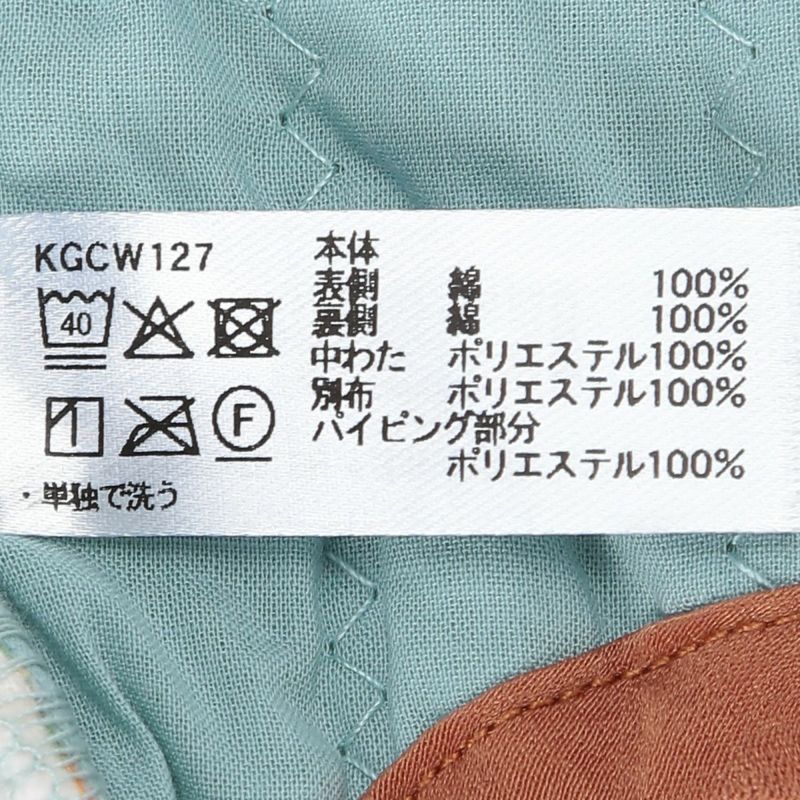 KGCW127
40
F
・単独で洗う
本体
表側 綿 100%
裏側 綿 100%
中わた ポリエステル100%
別布 ポリエステル100%
パイピング部分
ポリエステル100%